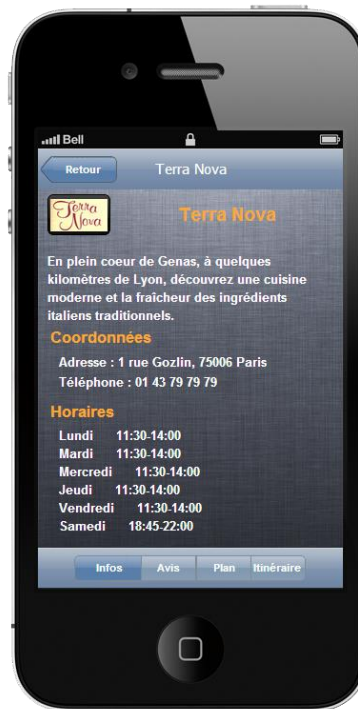 Bell
Retour
Terra Nova
Terra Nova
Terra Nova
En plein coeur de Genas, à quelques
kilomètres de Lyon, découvrez une cuisine
moderne et la fraîcheur des ingrédients
italiens traditionnels.
Coordonnées
Adresse : 1 rue Gozlin, 75006 Paris
Téléphone : 01 43 79 79 79
Horaires
Lundi 11:30-14:00
Mardi 11:30-14:00
Mercredi 11:30-14:00
Jeudi 11:30-14:00
Vendredi 11:30-14:00
Samedi 18:45-22:00
Infos Avis Plan Itinéraire